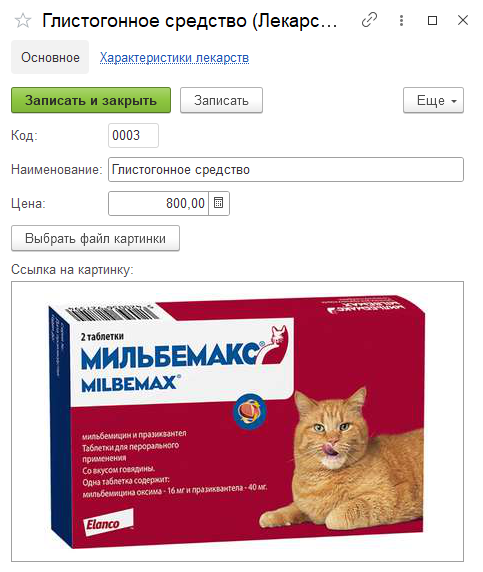 Глистогонное средство (Лекарс...
Основное
Характеристики лекарств
Записать и закрыть
Записать
Еще
Код:
0003
Наименование:
Глистогонное средство
Цена:
800,00
Выбрать файл картинки
Ссылка на картинку:
2 таблетки
МИЛЬБЕМАКС®
MILBEMAX®
мильбемицин и празиквантел
Таблетки для перорального
применения
Со вкусом говядины.
Одна таблетка содержит:
мильбемицина оксима - 16 мг и празиквантела - 40 мг.
Elanco
МИЛЬБЕМАКС
MILBEMAX